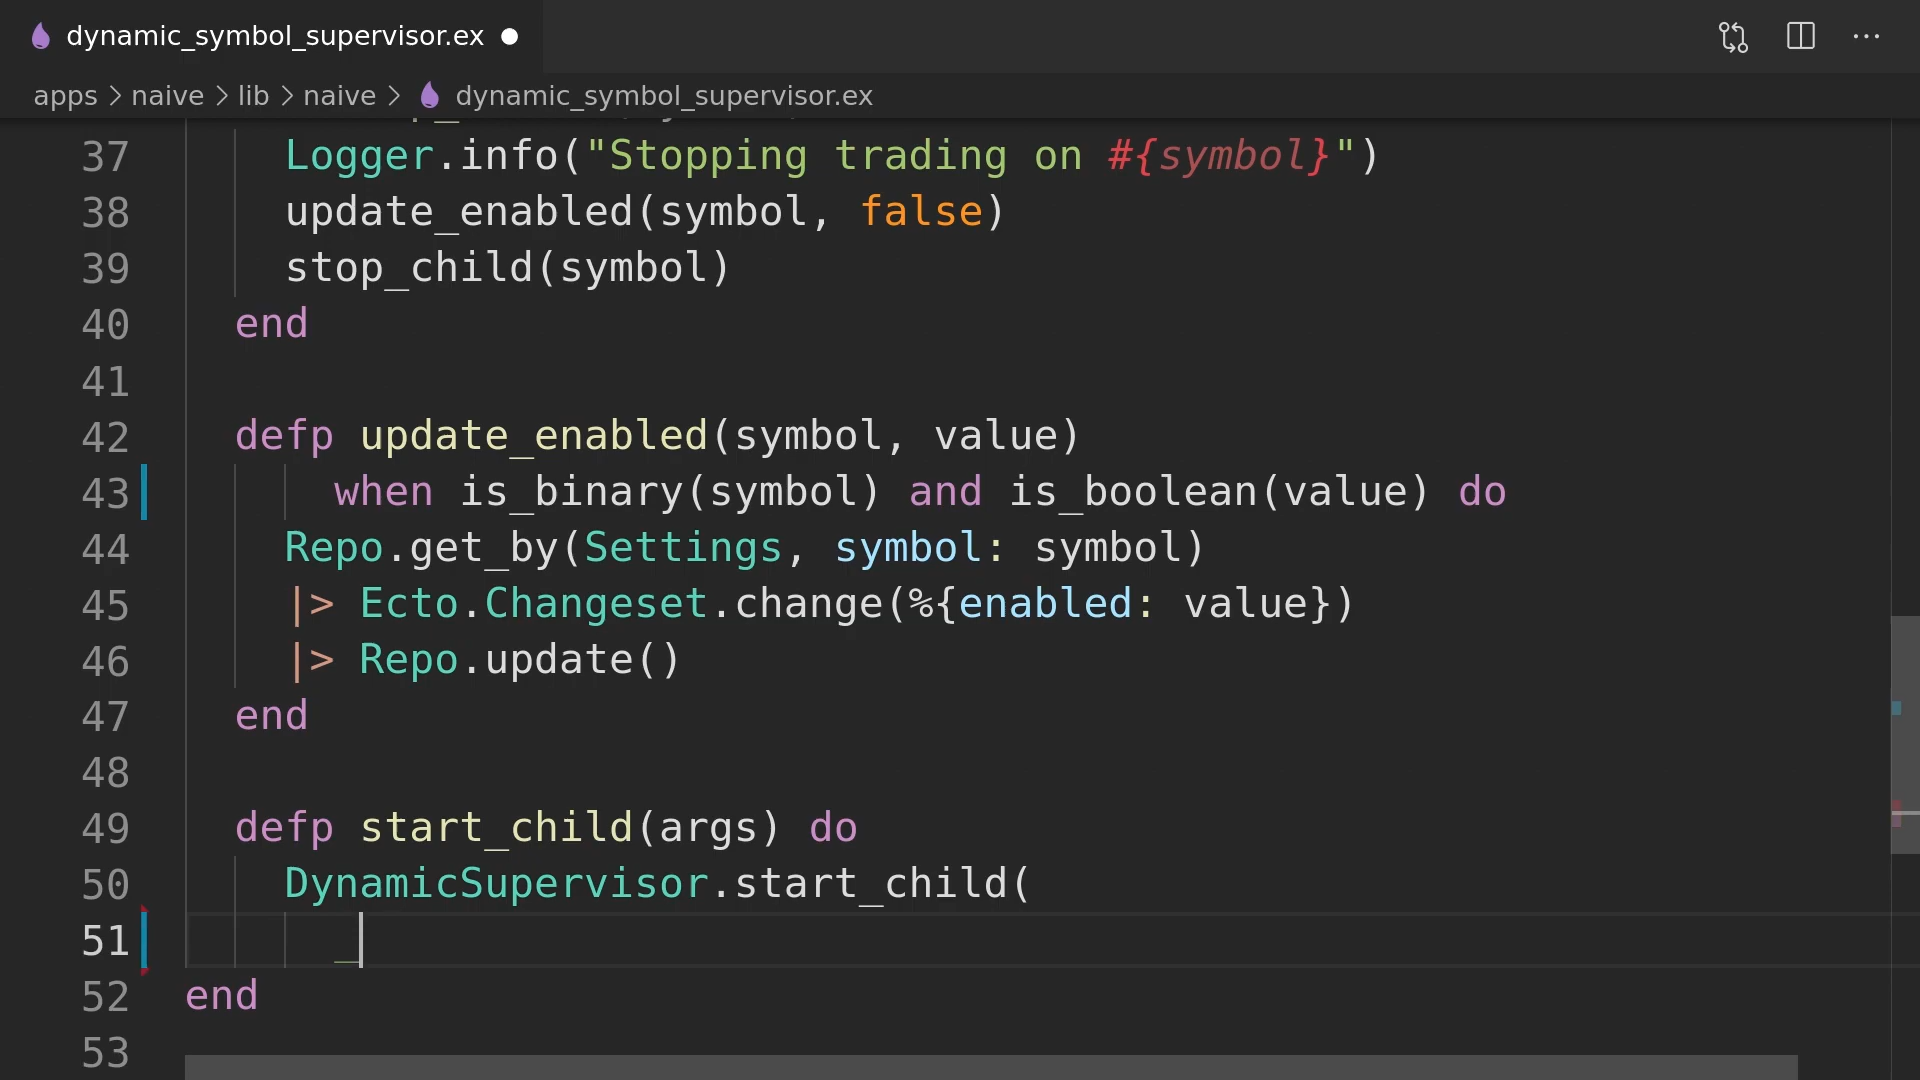 dynamic_symbol_supervisor.ex
apps > naive > lib > naive > dynamic_symbol_supervisor.ex
37 Logger.info("Stopping trading on #{symbol}")
38 update_enabled(symbol, false)
39 stop_child(symbol)
40 end
41
42 defp update_enabled(symbol, value)
43 when is_binary(symbol) and is_boolean(value) do
44 Repo.get_by(Settings, symbol: symbol)
45 |> Ecto.Changeset.change(%{enabled: value})
46 |> Repo.update()
47 end
48
49 defp start_child(args) do
50 DynamicSupervisor.start_child(
51 _
52 end
53